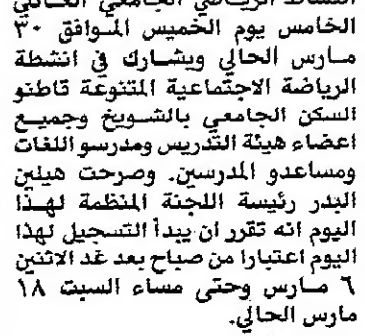 النشاط الرياضي الجامعي العائلي
الخامس يوم الخميس الموافق ٣٠
مارس الحالي ويشارك في انشطة
الرياضة الاجتماعية المتنوعة قاطنو
السكن الجامعي بالشويخ وجميع
اعضاء هيئة التدريس ومدرسو اللغات
ومساعدو المدرسين. وصرحت هيلين
البدر رئيسة اللجنة المنظمة لهذا
اليوم انه تقرر ان يبدأ التسجيل لهذا
اليوم اعتبارا من صباح بعد غد الاثنين
٦ مارس وحتى مساء السبت ١٨
مارس الحالي.